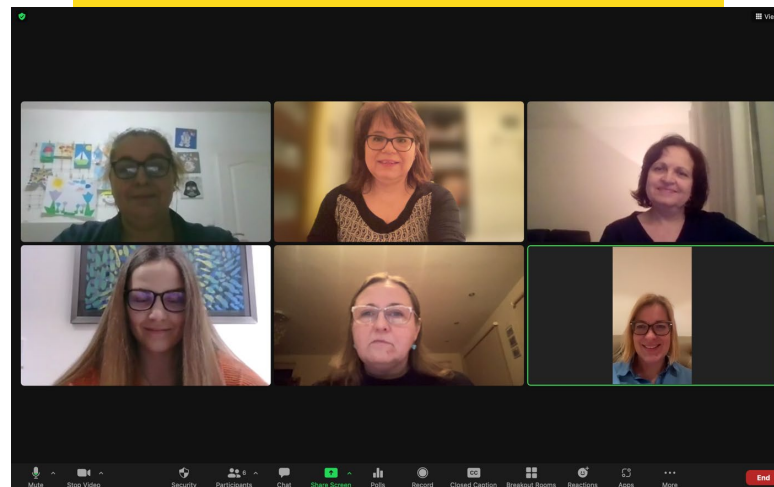 Vie
Mute
Stop Video
Security
6
Participants
Chat
Share Screen
Polls
Record
CC
Closed Caption
Breakout Rooms
Reactions
Apps
More
End